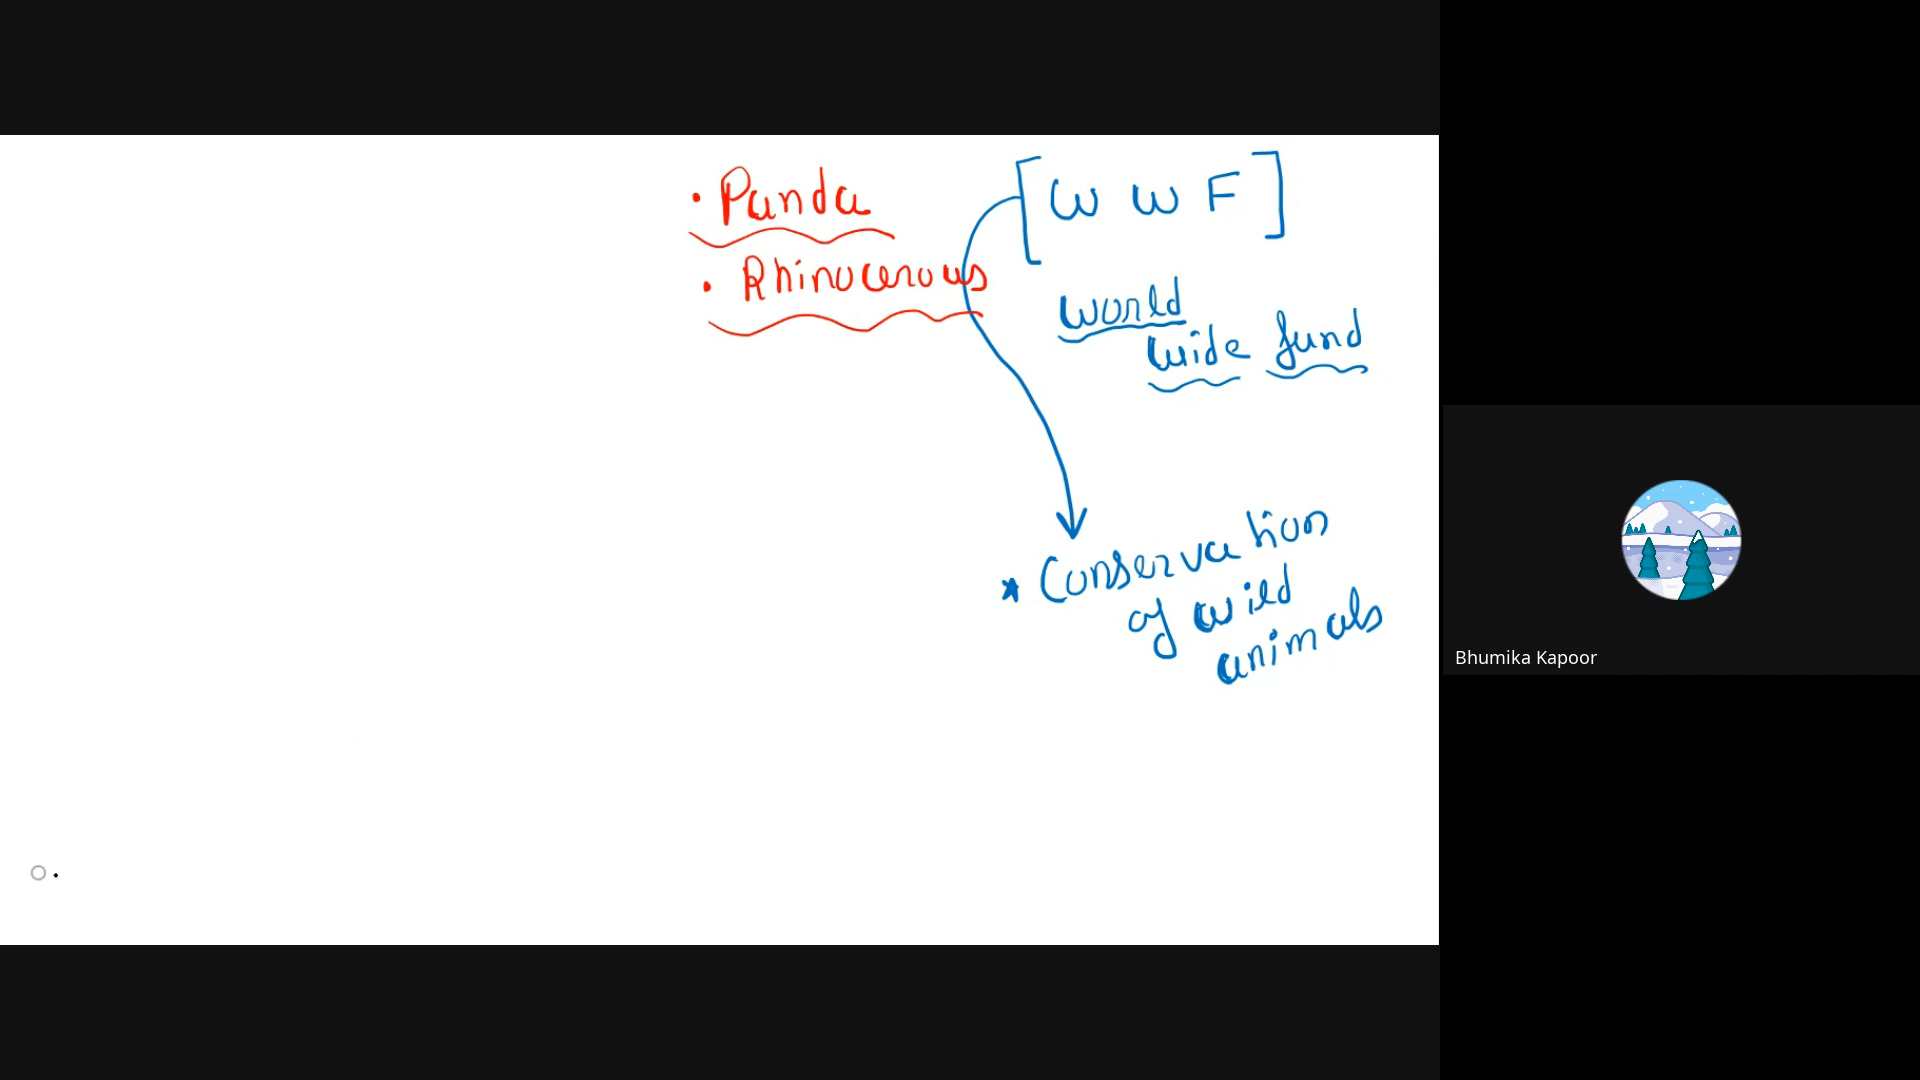 • Panda
• Rhinocerous
[W W F]
World
wide fund
* Conservation
of wild
animals
Bhumika Kapoor